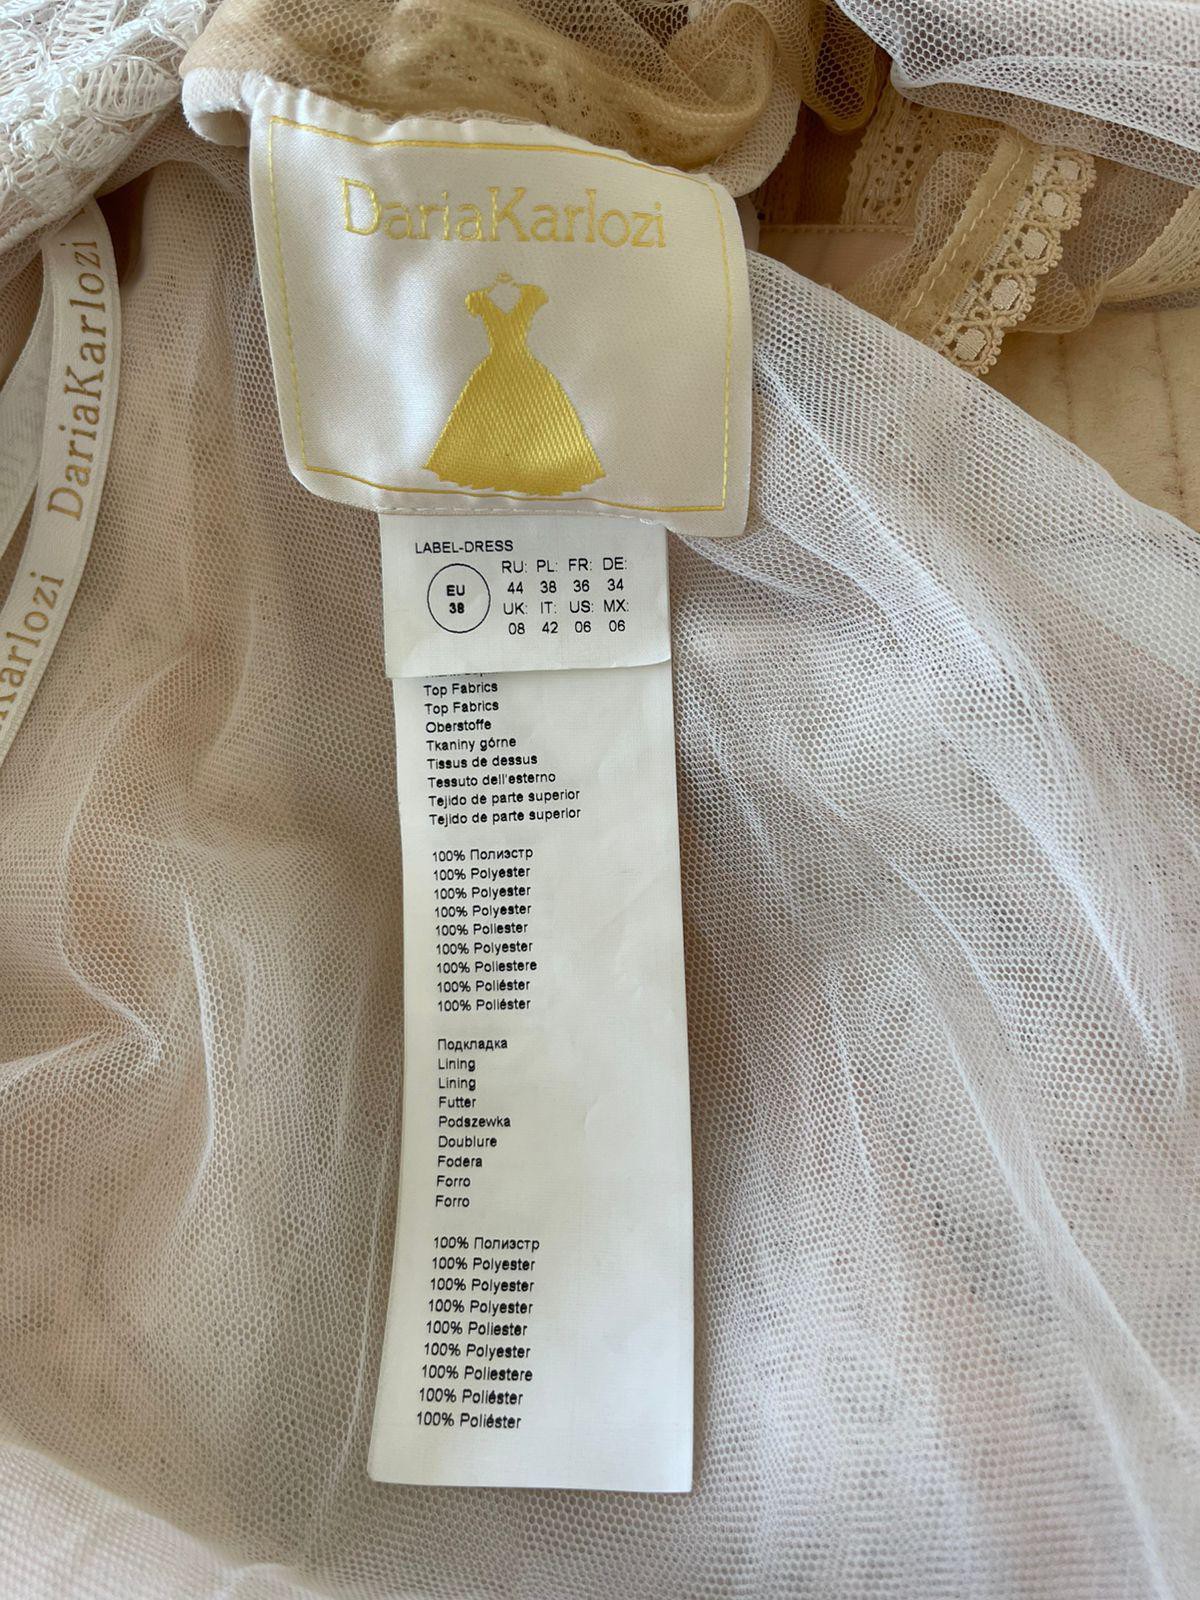 DariaKarlozi
DariaKarlozi
Karlozi
LABEL-DRESS
EU
38
RU: PL: FR: DE:
44 38 36 34
UK: IT: US: MX:
08 42 06 06
Top Fabrics
Top Fabrics
Oberstoffe
Tkaniny górne
Tissus de dessus
Tessuto dell'esterno
Tejido de parte superior
Tejido de parte superior
100% Полиэстр
100% Polyester
100% Polyester
100% Polyester
100% Poliester
100% Polyester
100% Poliestere
100% Poliéster
100% Poliéster
Подкладка
Lining
Lining
Futter
Podszewka
Doublure
Fodera
Forro
Forro
100% Полиэстр
100% Polyester
100% Polyester
100% Polyester
100% Poliester
100% Polyester
100% Poliestere
100% Poliéster
100% Poliéster